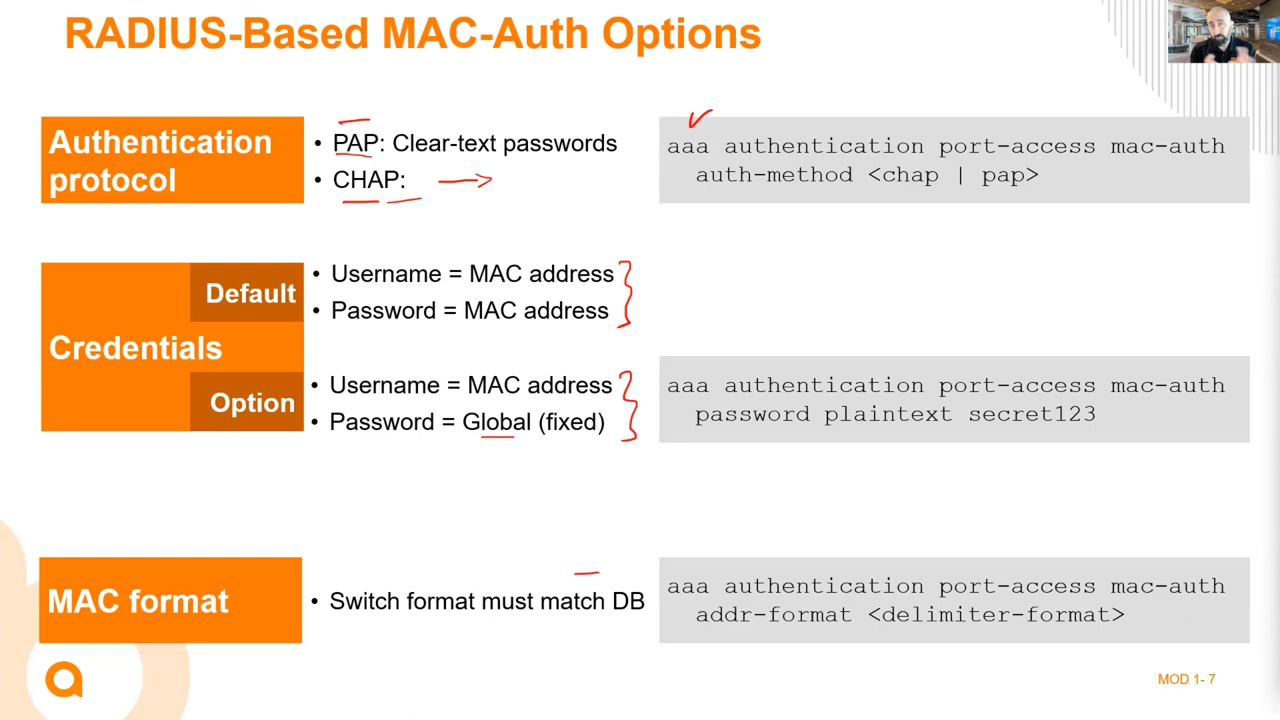 RADIUS-Based MAC-Auth Options
Authentication
protocol
• PAP: Clear-text passwords
• CHAP:
aaa authentication port-access mac-auth
auth-method <chap | pap>
Credentials
Default
• Username = MAC address
• Password = MAC address
Option
• Username = MAC address
• Password = Global (fixed)
aaa authentication port-access mac-auth
password plaintext secret123
MAC format
• Switch format must match DB
aaa authentication port-access mac-auth
addr-format <delimiter-format>
MOD 1- 7